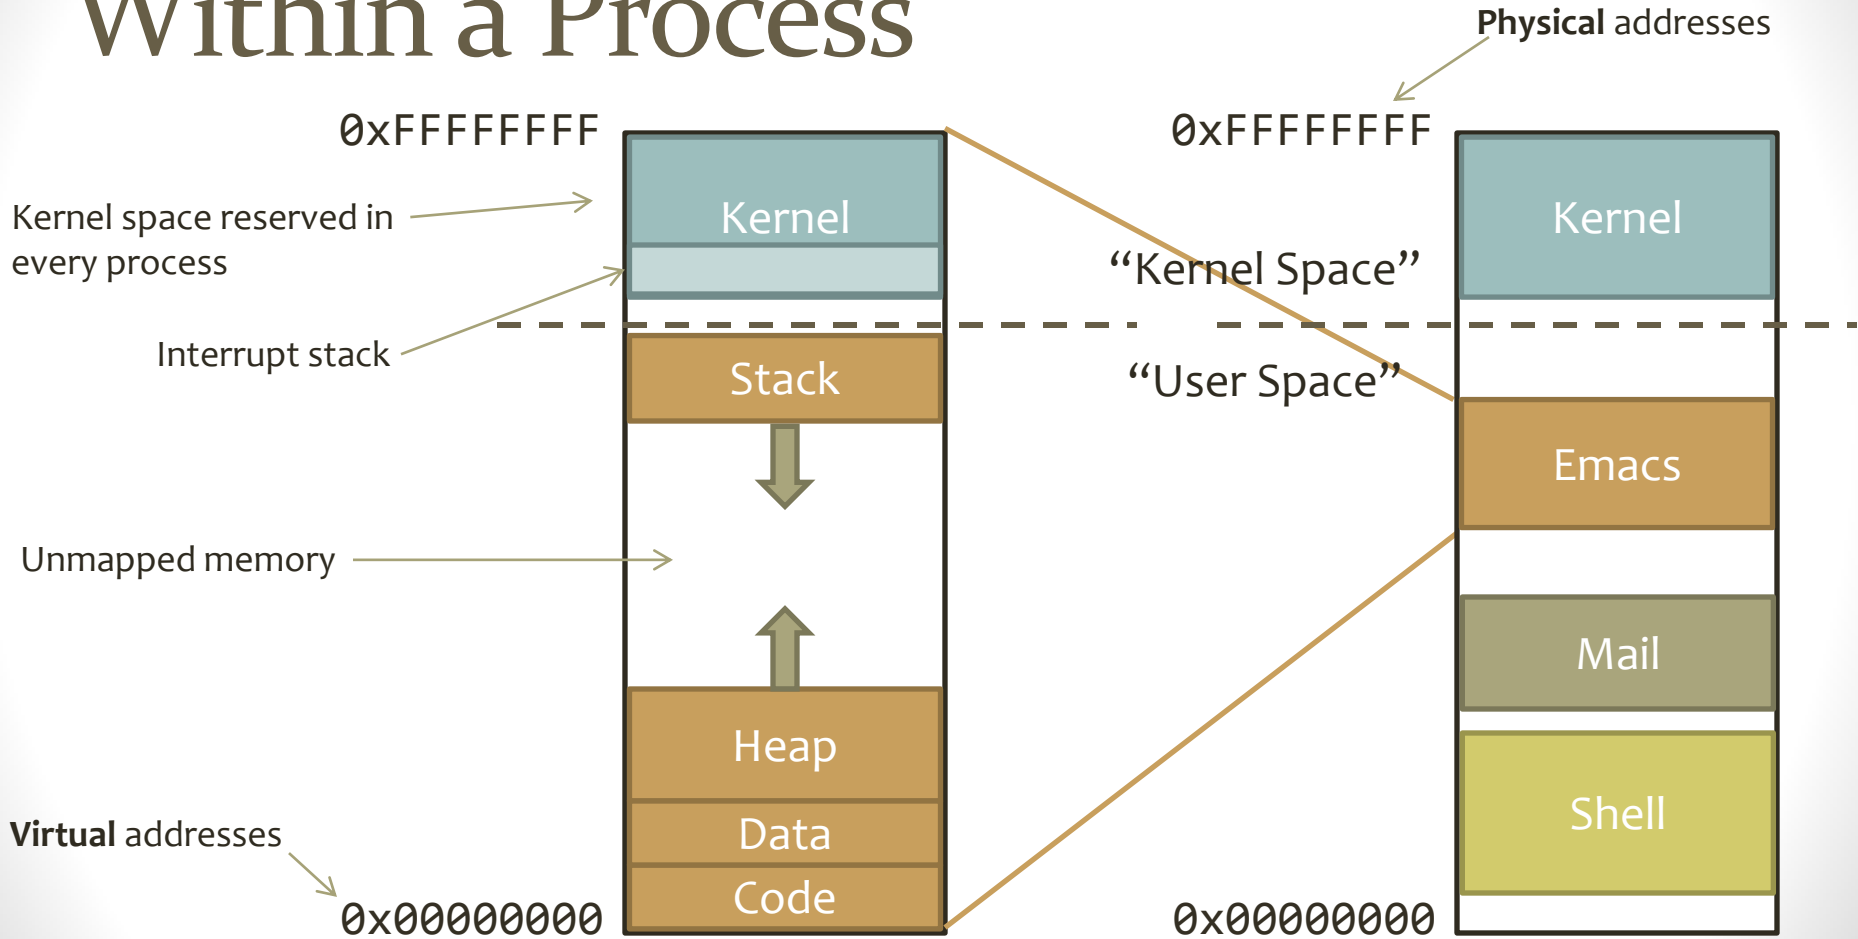 Within a Process
Physical addresses
0xFFFFFFFF
0xFFFFFFFF
Kernel space reserved in
every process
Kernel
Kernel
“Kernel Space”
Interrupt stack
Stack
“User Space”
Emacs
Unmapped memory
Mail
Heap
Shell
Virtual addresses
Data
Code
0x00000000
0x00000000